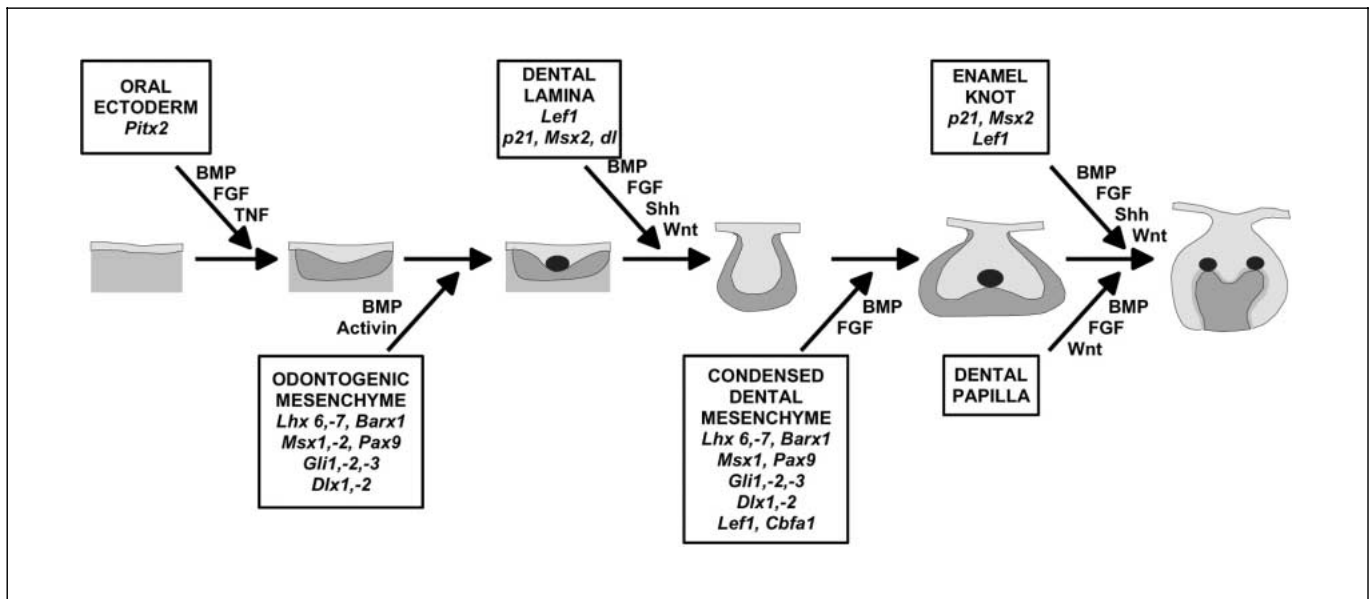 ORAL
ECTODERM
Pitx2
BMP
FGF
TNF
DENTAL
LAMINA
Lef1
p21, Msx2, dl
BMP
FGF
Shh
Wnt
ENAMEL
KNOT
p21, Msx2
Lef1
BMP
FGF
Shh
Wnt
BMP
Activin
ODONTOGENIC
MESENCHYME
Lhx 6,-7, Barx1
Msx1,-2, Pax9
Gli1,-2,-3
Dlx1,-2
BMP
FGF
CONDENSED
DENTAL
MESENCHYME
Lhx 6,-7, Barx1
Msx1, Pax9
Gli1,-2,-3
Dlx1,-2
Lef1, Cbfa1
BMP
FGF
Wnt
DENTAL
PAPILLA